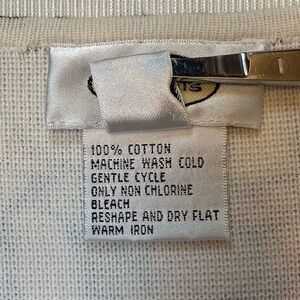 100% COTTON
MACHINE WASH COLD
GENTLE CYCLE
ONLY NON CHLORINE
BLEACH
RESHAPE AND DRY FLAT
WARM IRON